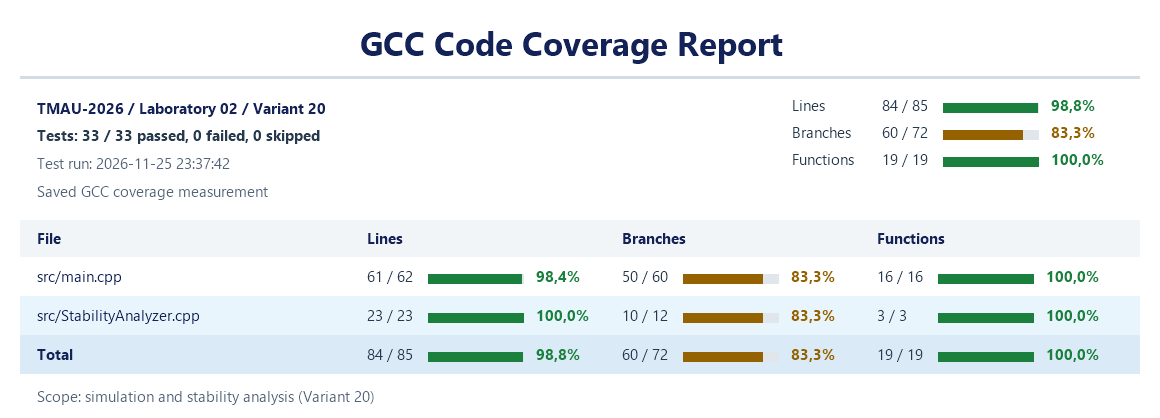 GCC Code Coverage Report
TMAU-2026 / Laboratory 02 / Variant 20
Tests: 33 / 33 passed, 0 failed, 0 skipped
Test run: 2026-11-25 23:37:42
Saved GCC coverage measurement
Lines 84 / 85 98,8%
Branches 60 / 72 83,3%
Functions 19 / 19 100,0%
File Lines Branches Functions
src/main.cpp 61 / 62 98,4% 50 / 60 83,3% 16 / 16 100,0%
src/StabilityAnalyzer.cpp 23 / 23 100,0% 10 / 12 83,3% 3 / 3 100,0%
Total 84 / 85 98,8% 60 / 72 83,3% 19 / 19 100,0%
Scope: simulation and stability analysis (Variant 20)